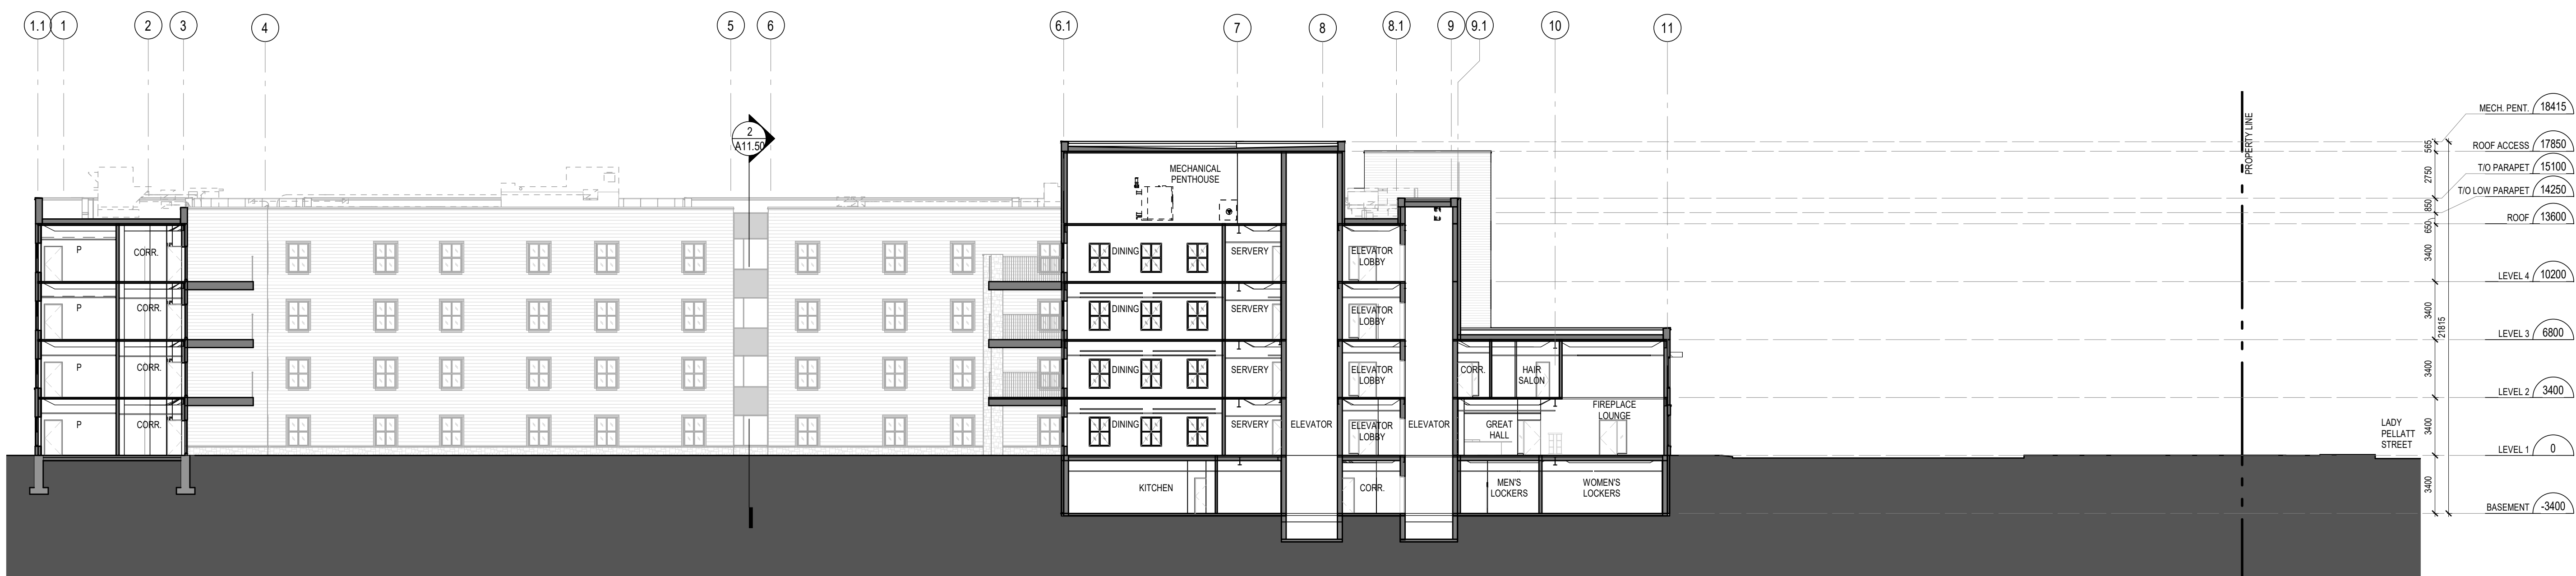 1.1
1
2
3
4
5
6
6.1
7
8
8.1
9
9.1
10
11
2
A11.50
PROPERTY LINE
MECH. PENT. 18415
ROOF ACCESS 17850
T/O PARAPET 15100
T/O LOW PARAPET 14250
ROOF 13600
LEVEL 4 10200
LEVEL 3 6800
LEVEL 2 3400
LEVEL 1 0
BASEMENT -3400
565
2750
850
650
3400
3400
3400
3400
3400
21815
MECHANICAL
PENTHOUSE
P
CORR.
DINING
SERVERY
ELEVATOR
LOBBY
P
CORR.
DINING
SERVERY
ELEVATOR
LOBBY
P
CORR.
DINING
SERVERY
ELEVATOR
LOBBY
CORR.
HAIR
SALON
P
CORR.
DINING
SERVERY
ELEVATOR
ELEVATOR
LOBBY
ELEVATOR
GREAT
HALL
FIREPLACE
LOUNGE
LADY
PELLATT
STREET
KITCHEN
CORR.
MEN'S
LOCKERS
WOMEN'S
LOCKERS